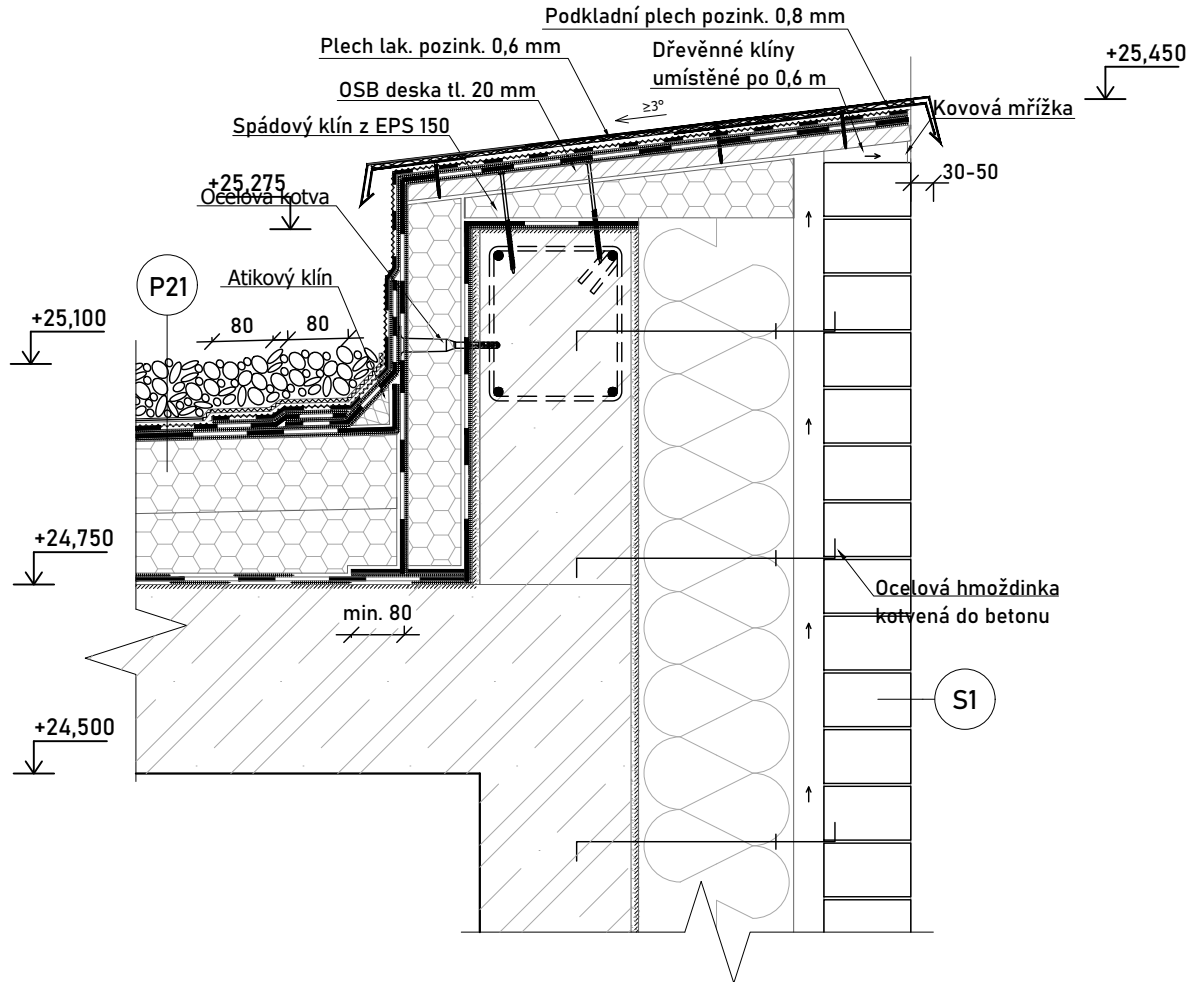 Podkladní plech pozink. 0,8 mm
Plech lak. pozink. 0,6 mm
Dřevěnné klíny
umístěné po 0,6 m
+25,450
OSB deska tl. 20 mm
≥3°
Kovová mřížka
Spádový klín z EPS 150
30-50
+25,275
Ocelová kotva
P21
Atikový klín
+25,100
80
80
+24,750
Ocelová hmoždinka
kotvená do betonu
min. 80
S1
+24,500